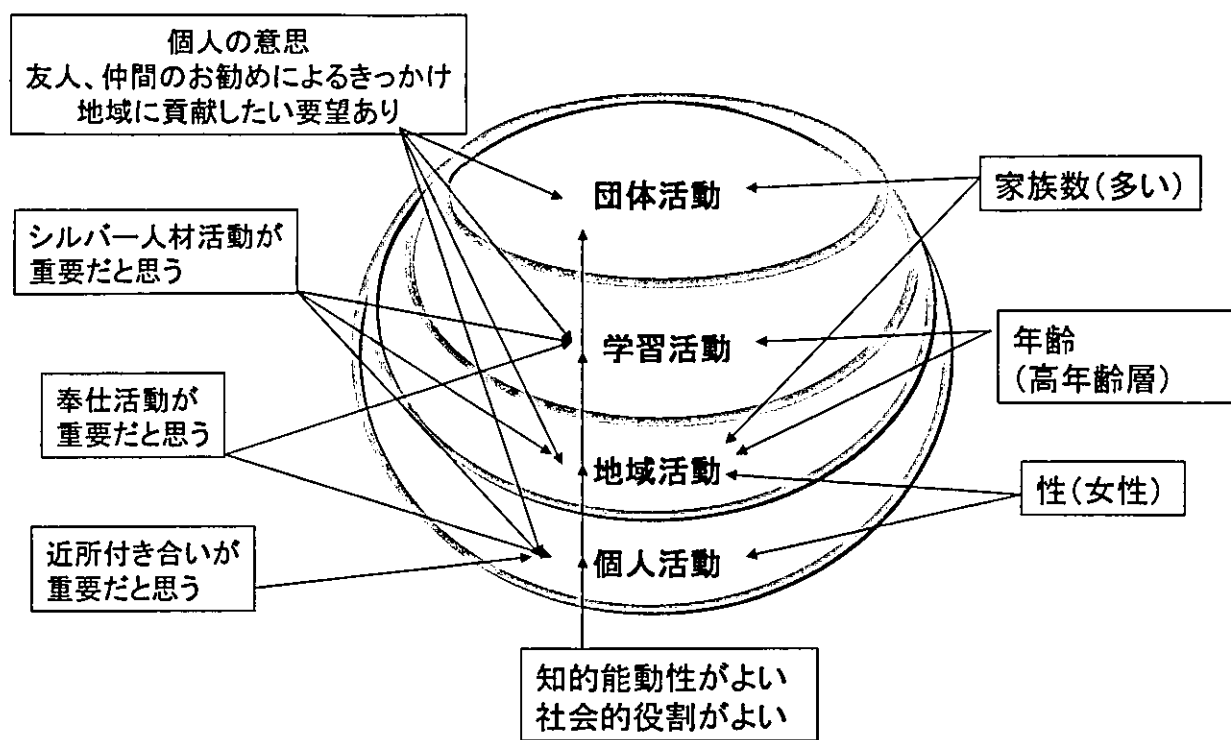 個人の意思
友人、仲間のお勧めによるきっかけ
地域に貢献したい要望あり
シルバー人材活動が
重要だと思う
奉仕活動が
重要だと思う
近所付き合いが
重要だと思う
団体活動
学習活動
地域活動
個人活動
家族数(多い)
年齢
(高年齢層)
性(女性)
知的能動性がよい
社会的役割がよい